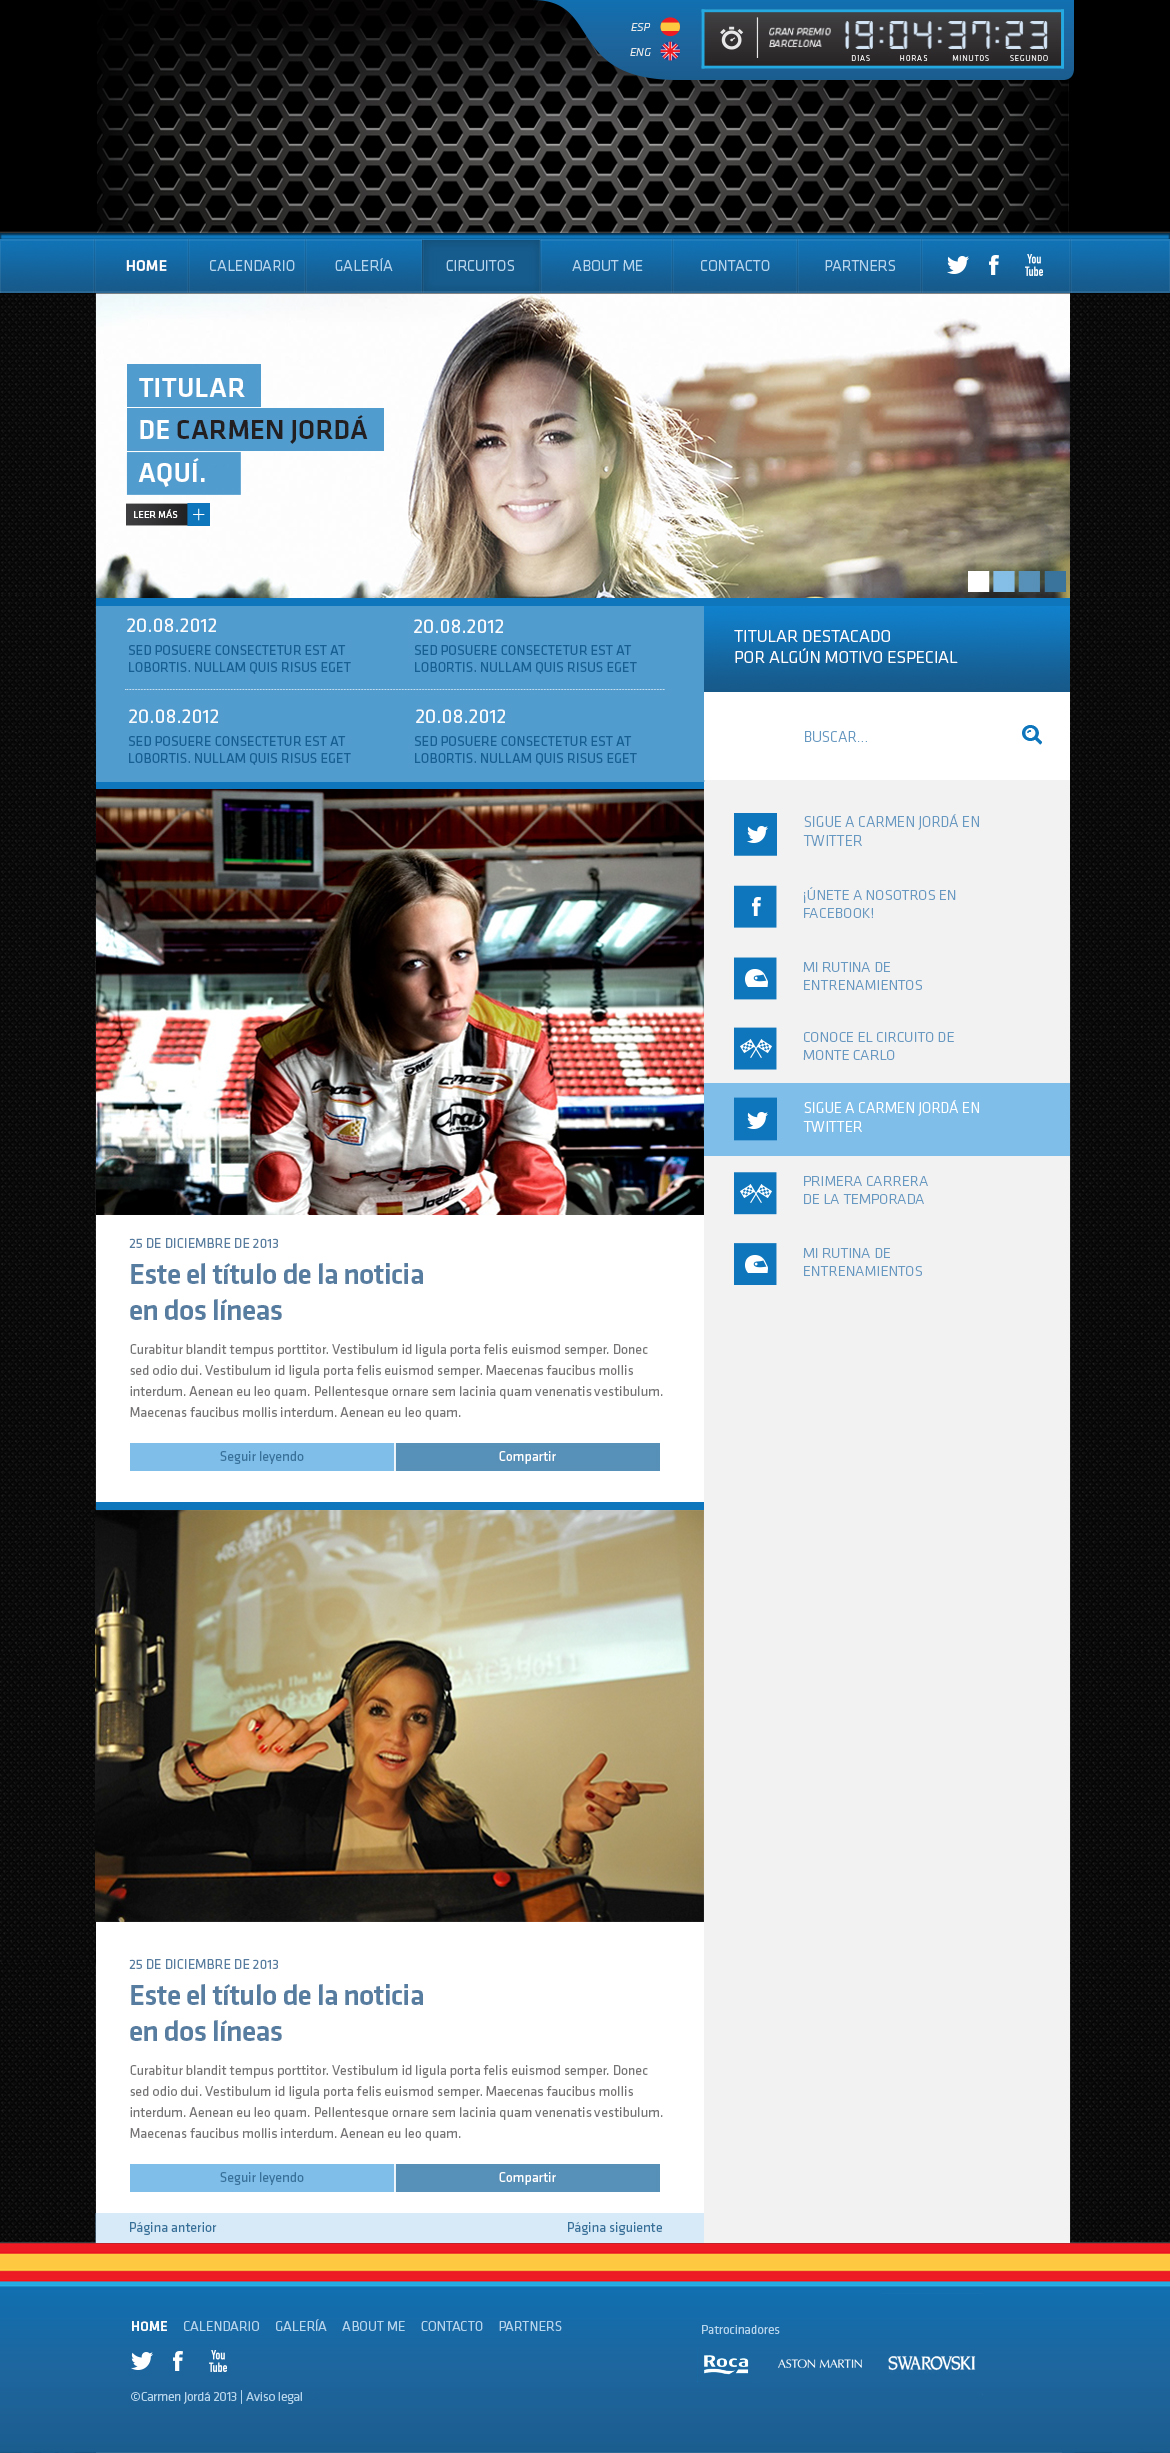 ESP
ENG
GRAN PREMIO
BARCELONA
19:04:37:23
DIAS HORAS MINUTOS SEGUNDO
HOME CALENDARIO GALERÍA CIRCUITOS ABOUT ME CONTACTO PARTNERS You Tube
TITULAR
DE CARMEN JORDÁ
AQUÍ.
LEER MÁS
20.08.2012
SED POSUERE CONSECTETUR EST AT
LOBORTIS. NULLAM QUIS RISUS EGET
20.08.2012
SED POSUERE CONSECTETUR EST AT
LOBORTIS. NULLAM QUIS RISUS EGET
20.08.2012
SED POSUERE CONSECTETUR EST AT
LOBORTIS. NULLAM QUIS RISUS EGET
20.08.2012
SED POSUERE CONSECTETUR EST AT
LOBORTIS. NULLAM QUIS RISUS EGET
TITULAR DESTACADO
POR ALGÚN MOTIVO ESPECIAL
BUSCAR...
SIGUE A CARMEN JORDÁ EN
TWITTER
¡ÚNETE A NOSOTROS EN
FACEBOOK!
MI RUTINA DE
ENTRENAMIENTOS
CONOCE EL CIRCUITO DE
MONTE CARLO
SIGUE A CARMEN JORDÁ EN
TWITTER
PRIMERA CARRERA
DE LA TEMPORADA
MI RUTINA DE
ENTRENAMIENTOS
OMP
campos
campos
Arai
25 DE DICIEMBRE DE 2013
Este el título de la noticia
en dos líneas
Curabitur blandit tempus porttitor. Vestibulum id ligula porta felis euismod semper. Donec
sed odio dui. Vestibulum id ligula porta felis euismod semper. Maecenas faucibus mollis
interdum. Aenean eu leo quam. Pellentesque ornare sem lacinia quam venenatis vestibulum.
Maecenas faucibus mollis interdum. Aenean eu leo quam.
Seguir leyendo Compartir
25 DE DICIEMBRE DE 2013
Este el título de la noticia
en dos líneas
Curabitur blandit tempus porttitor. Vestibulum id ligula porta felis euismod semper. Donec
sed odio dui. Vestibulum id ligula porta felis euismod semper. Maecenas faucibus mollis
interdum. Aenean eu leo quam. Pellentesque ornare sem lacinia quam venenatis vestibulum.
Maecenas faucibus mollis interdum. Aenean eu leo quam.
Seguir leyendo Compartir
Página anterior Página siguiente
HOME CALENDARIO GALERÍA ABOUT ME CONTACTO PARTNERS
You Tube
©Carmen Jordá 2013 | Aviso legal
Patrocinadores
Roca ASTON MARTIN SWAROVSKI